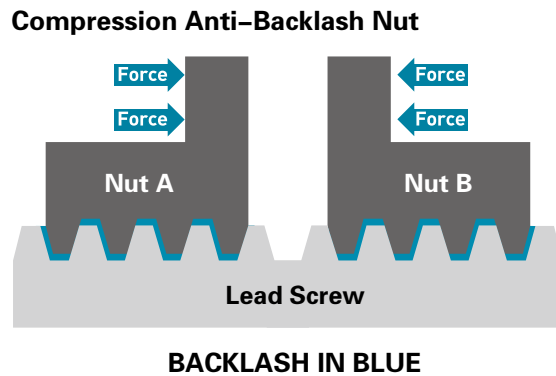 Compression Anti–Backlash Nut
Force Force
Force Force
Nut A Nut B
Lead Screw
BACKLASH IN BLUE